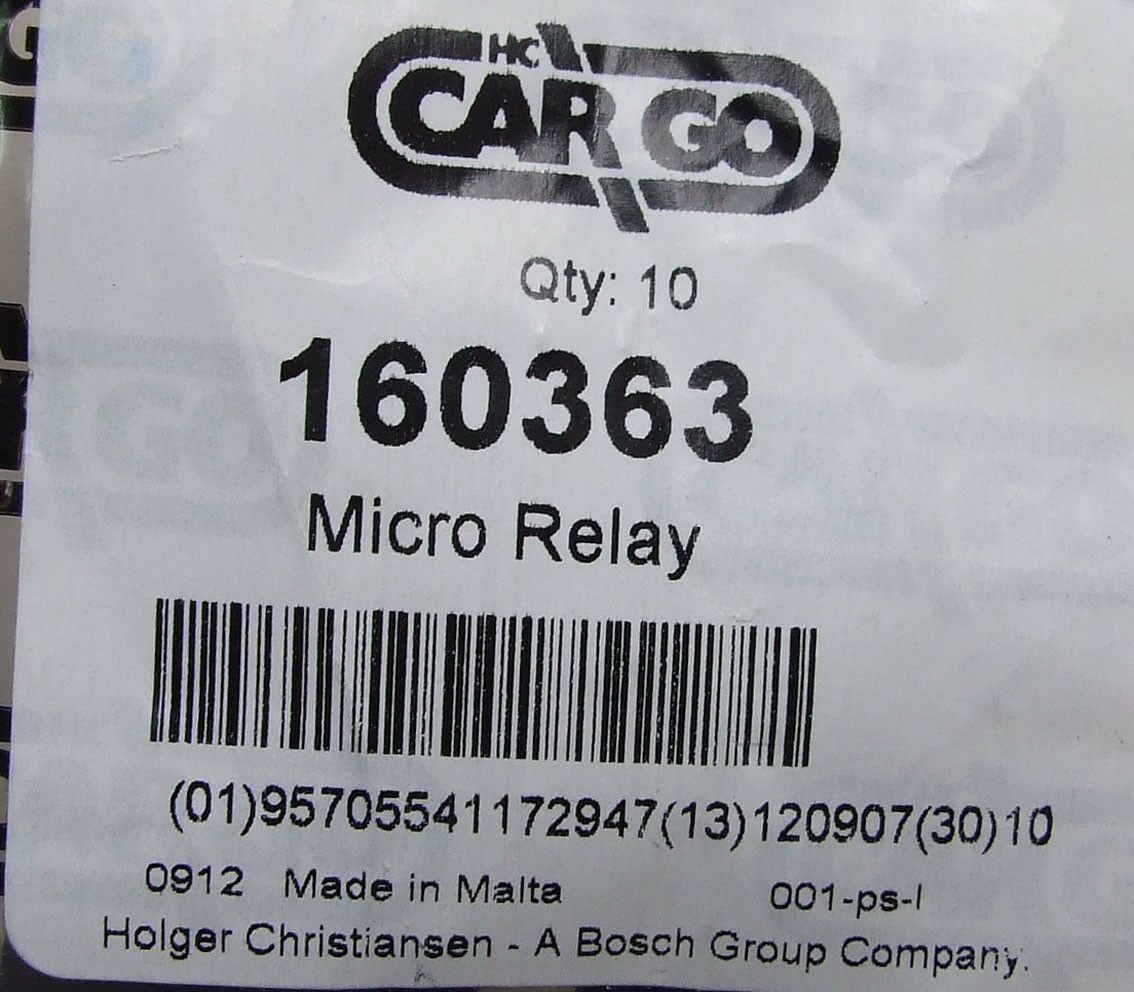 HC
CARGO
Qty: 10
160363
Micro Relay
(01)95705541172947(13)120907(30)10
0912 Made in Malta 001-ps-l
Holger Christiansen - A Bosch Group Company.